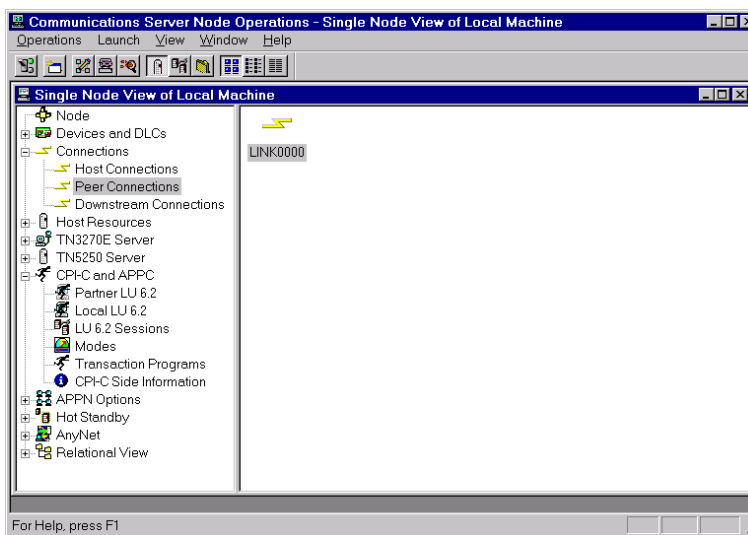 Communications Server Node Operations - Single Node View of Local Machine
Operations Launch View Window Help
Single Node View of Local Machine
Node
Devices and DLCs
Connections
Host Connections
Peer Connections
Downstream Connections
Host Resources
TN3270E Server
TN5250 Server
CPI-C and APPC
Partner LU 6.2
Local LU 6.2
LU 6.2 Sessions
Modes
Transaction Programs
CPI-C Side Information
APPN Options
Hot Standby
AnyNet
Relational View
LINK0000
For Help, press F1